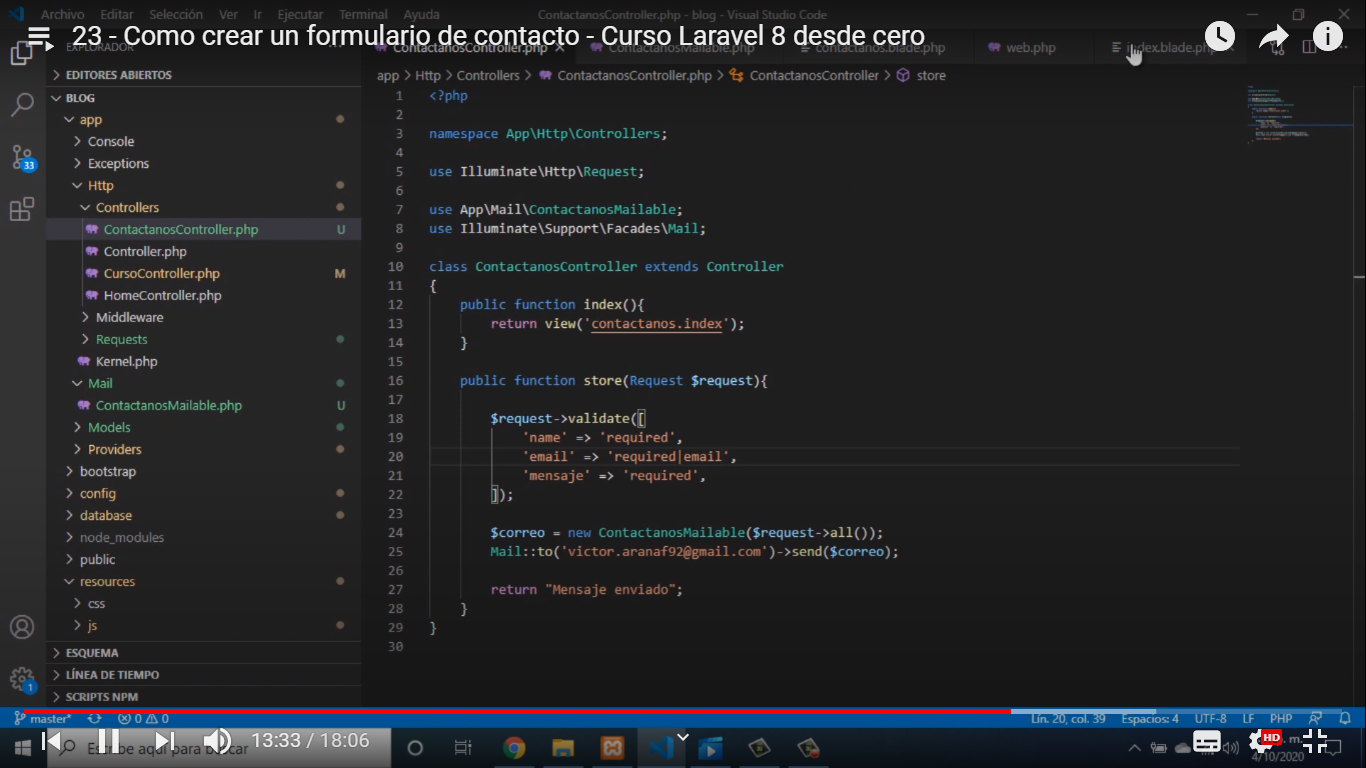 Archivo Editar Selección Ver Ir Ejecutar Terminal Ayuda ContactanosController.php - blog - Visual Studio Code
23 - Como crear un formulario de contacto - Curso Laravel 8 desde cero
EXPLORADOR
ContactanosController.php ContactanosMailable.php contactanos.blade.php web.php index.blade.php
app > Http > Controllers > ContactanosController.php > ContactanosController > store
EDITORES ABIERTOS
BLOG
app
Console
Exceptions
Http
Controllers
ContactanosController.php U
Controller.php
CursoController.php M
HomeController.php
Middleware
Requests
Kernel.php
Mail
ContactanosMailable.php U
Models
Providers
bootstrap
config
database
node_modules
public
resources
css
js
ESQUEMA
LÍNEA DE TIEMPO
SCRIPTS NPM
33
1
1 <?php
2
3 namespace App\Http\Controllers;
4
5 use Illuminate\Http\Request;
6
7 use App\Mail\ContactanosMailable;
8 use Illuminate\Support\Facades\Mail;
9
10 class ContactanosController extends Controller
11 {
12 public function index(){
13 return view('contactanos.index');
14 }
15
16 public function store(Request $request){
17
18 $request->validate([
19 'name' => 'required',
20 'email' => 'required|email',
21 'mensaje' => 'required',
22 ]);
23
24 $correo = new ContactanosMailable($request->all());
25 Mail::to('victor.aranaf92@gmail.com')->send($correo);
26
27 return "Mensaje enviado";
28 }
29 }
30
master* 0 0 Lín. 20, col. 39 Espacios: 4 UTF-8 LF PHP
Escribe aquí para buscar
13:33 / 18:06
HD
4/10/2020